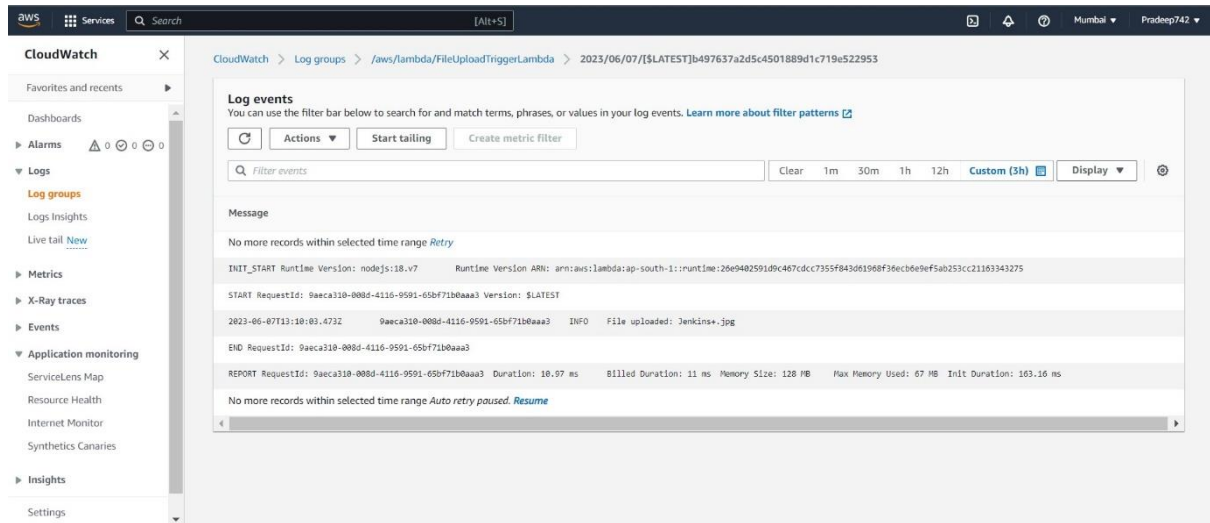 aws Services Search [Alt+S] Mumbai Pradeep742
CloudWatch
CloudWatch > Log groups > /aws/lambda/FileUploadTriggerLambda > 2023/06/07/[$LATEST]b497637a2d5c4501889d1c719e522953
Favorites and recents
Dashboards
Alarms 0 0 0
Logs
Log groups
Logs Insights
Live tail New
Metrics
X-Ray traces
Events
Application monitoring
ServiceLens Map
Resource Health
Internet Monitor
Synthetics Canaries
Insights
Settings
Log events
You can use the filter bar below to search for and match terms, phrases, or values in your log events. Learn more about filter patterns
Actions Start tailing Create metric filter
Filter events Clear 1m 30m 1h 12h Custom (3h) Display
Message
No more records within selected time range Retry
INIT_START Runtime Version: nodejs:18.v7 Runtime Version ARN: arn:aws:lambda:ap-south-1::runtime:26e9402591d9c467cdcc7355f843d61968f36ecb6e9ef5ab253cc21163343275
START RequestId: 9aeca310-008d-4116-9591-65bf71b0aaa3 Version: $LATEST
2023-06-07T13:10:03.473Z 9aeca310-008d-4116-9591-65bf71b0aaa3 INFO File uploaded: Jenkins+.jpg
END RequestId: 9aeca310-008d-4116-9591-65bf71b0aaa3
REPORT RequestId: 9aeca310-008d-4116-9591-65bf71b0aaa3 Duration: 10.97 ms Billed Duration: 11 ms Memory Size: 128 MB Max Memory Used: 67 MB Init Duration: 163.16 ms
No more records within selected time range Auto retry paused. Resume